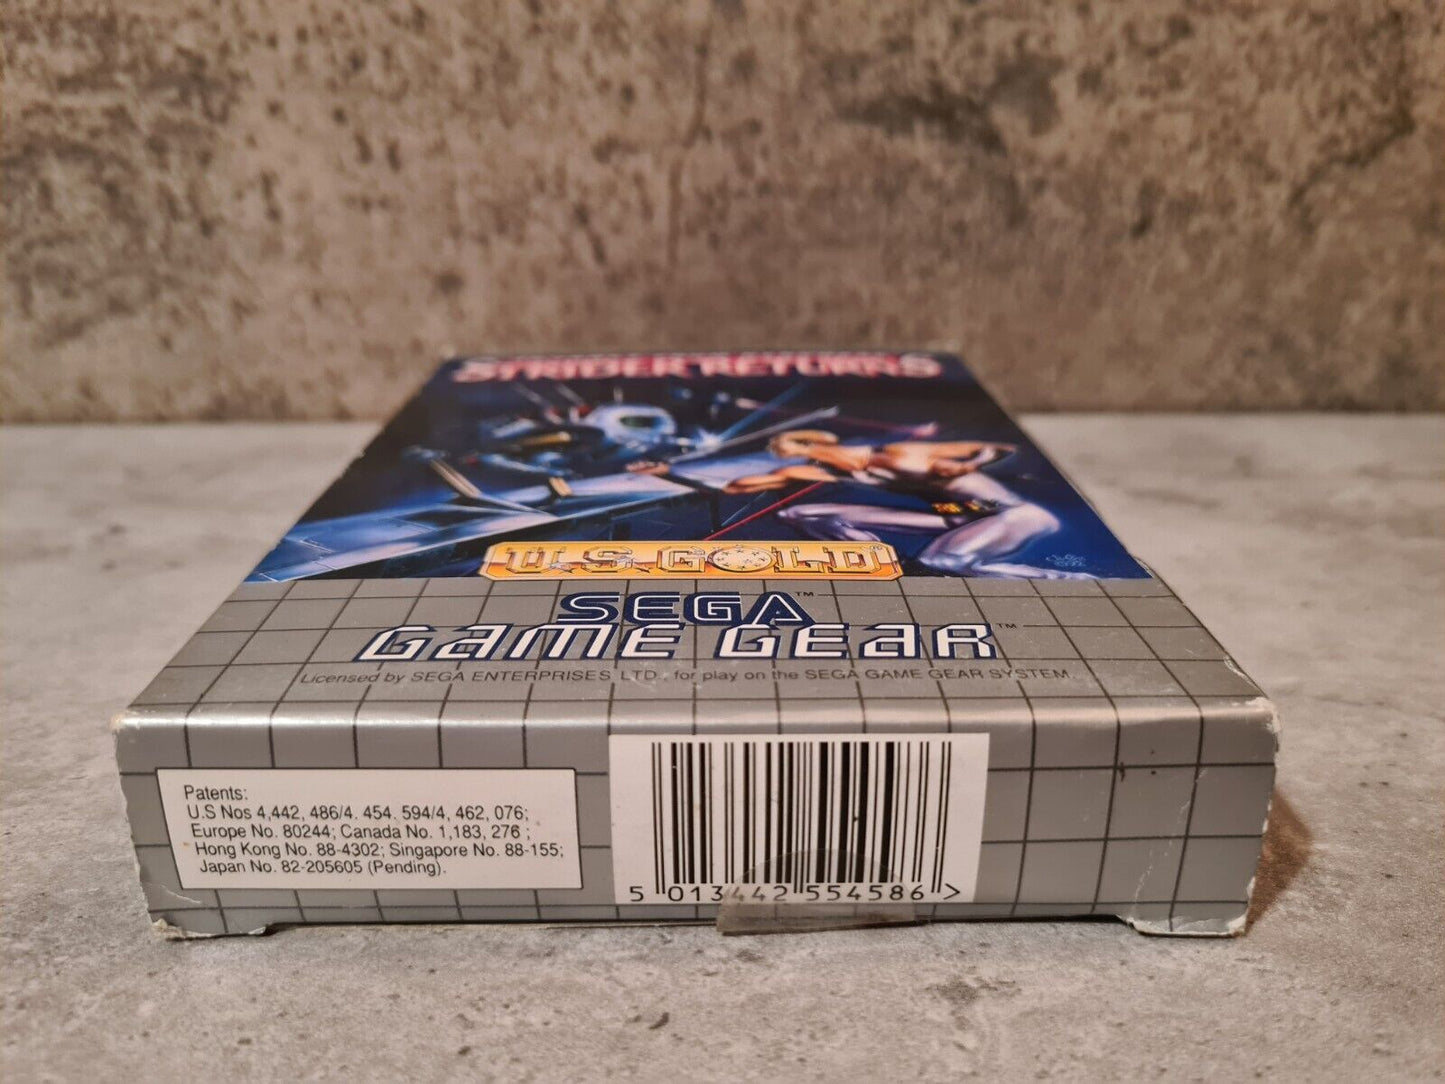 STRIDER RETURNS
U.S. GOLD®
SEGA™
GAME GEAR™
Licensed by SEGA ENTERPRISES LTD., for play on the SEGA GAME GEAR SYSTEM.
Patents:
U.S Nos 4,442, 486/4. 454. 594/4, 462, 076;
Europe No. 80244; Canada No. 1,183, 276 ;
Hong Kong No. 88-4302; Singapore No. 88-155;
Japan No. 82-205605 (Pending).
5 013442 554586 >